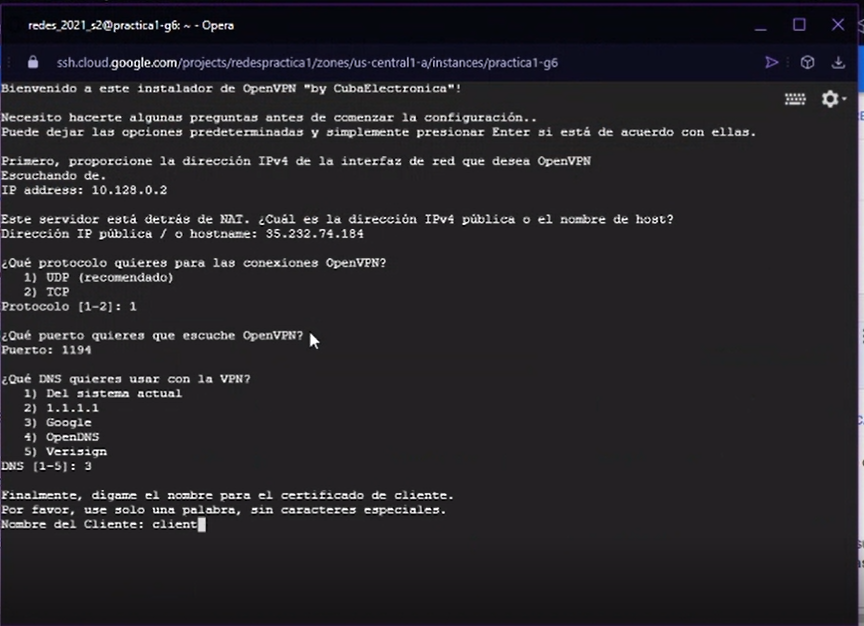 redes_2021_s2@practica1-g6: ~ - Opera
ssh.cloud.google.com/projects/redespractica1/zones/us-central1-a/instances/practica1-g6
Bienvenido a este instalador de OpenVPN "by CubaElectronica"!
Necesito hacerte algunas preguntas antes de comenzar la configuración..
Puede dejar las opciones predeterminadas y simplemente presionar Enter si está de acuerdo con ellas.
Primero, proporcione la dirección IPv4 de la interfaz de red que desea OpenVPN
Escuchando de.
IP address: 10.128.0.2
Este servidor está detrás de NAT. ¿Cuál es la dirección IPv4 pública o el nombre de host?
Dirección IP pública / o hostname: 35.232.74.184
¿Qué protocolo quieres para las conexiones OpenVPN?
1) UDP (recomendado)
2) TCP
Protocolo [1-2]: 1
¿Qué puerto quieres que escuche OpenVPN?
Puerto: 1194
¿Qué DNS quieres usar con la VPN?
1) Del sistema actual
2) 1.1.1.1
3) Google
4) OpenDNS
5) Verisign
DNS [1-5]: 3
Finalmente, dígame el nombre para el certificado de cliente.
Por favor, use solo una palabra, sin caracteres especiales.
Nombre del Cliente: client